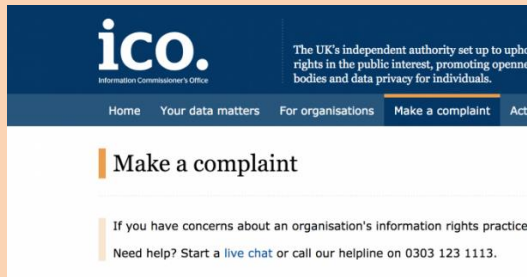 ico.
Information Commissioner's Office
The UK's independent authority set up to upho
rights in the public interest, promoting openne
bodies and data privacy for individuals.
Home Your data matters For organisations Make a complaint Act
Make a complaint
If you have concerns about an organisation's information rights practice
Need help? Start a live chat or call our helpline on 0303 123 1113.